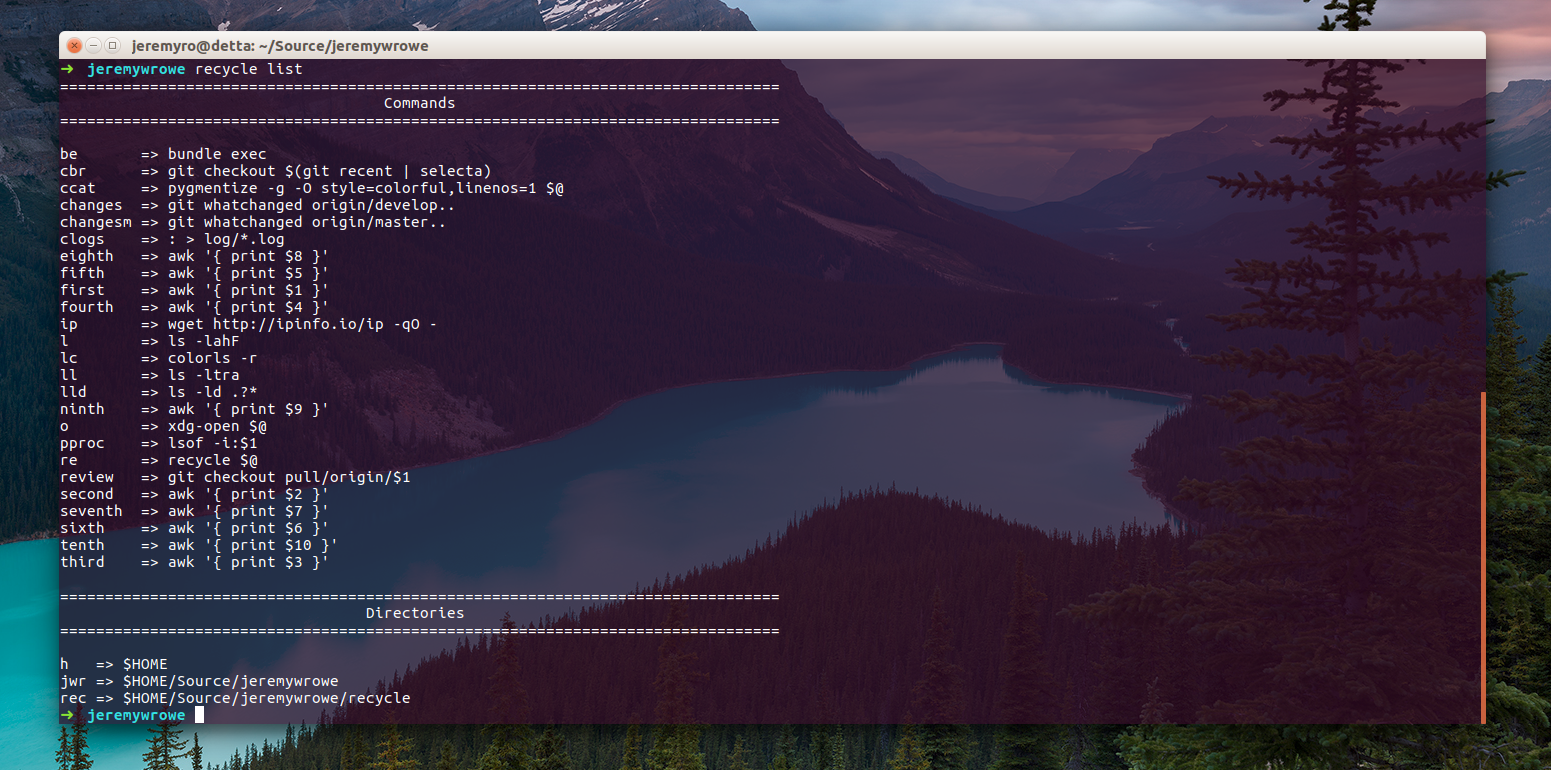 jeremyro@detta: ~/Source/jeremywrowe
➜  jeremywrowe recycle list
================================================================================
                                    Commands
================================================================================

be       => bundle exec
cbr      => git checkout $(git recent | selecta)
ccat     => pygmentize -g -O style=colorful,linenos=1 $@
changes  => git whatchanged origin/develop..
changesm => git whatchanged origin/master..
clogs    => : > log/*.log
eighth   => awk '{ print $8 }'
fifth    => awk '{ print $5 }'
first    => awk '{ print $1 }'
fourth   => awk '{ print $4 }'
ip       => wget http://ipinfo.io/ip -qO -
l        => ls -lahF
lc       => colorls -r
ll       => ls -ltra
lld      => ls -ld .?*
ninth    => awk '{ print $9 }'
o        => xdg-open $@
pproc    => lsof -i:$1
re       => recycle $@
review   => git checkout pull/origin/$1
second   => awk '{ print $2 }'
seventh  => awk '{ print $7 }'
sixth    => awk '{ print $6 }'
tenth    => awk '{ print $10 }'
third    => awk '{ print $3 }'

================================================================================
                                  Directories
================================================================================

h   => $HOME
jwr => $HOME/Source/jeremywrowe
rec => $HOME/Source/jeremywrowe/recycle
➜  jeremywrowe